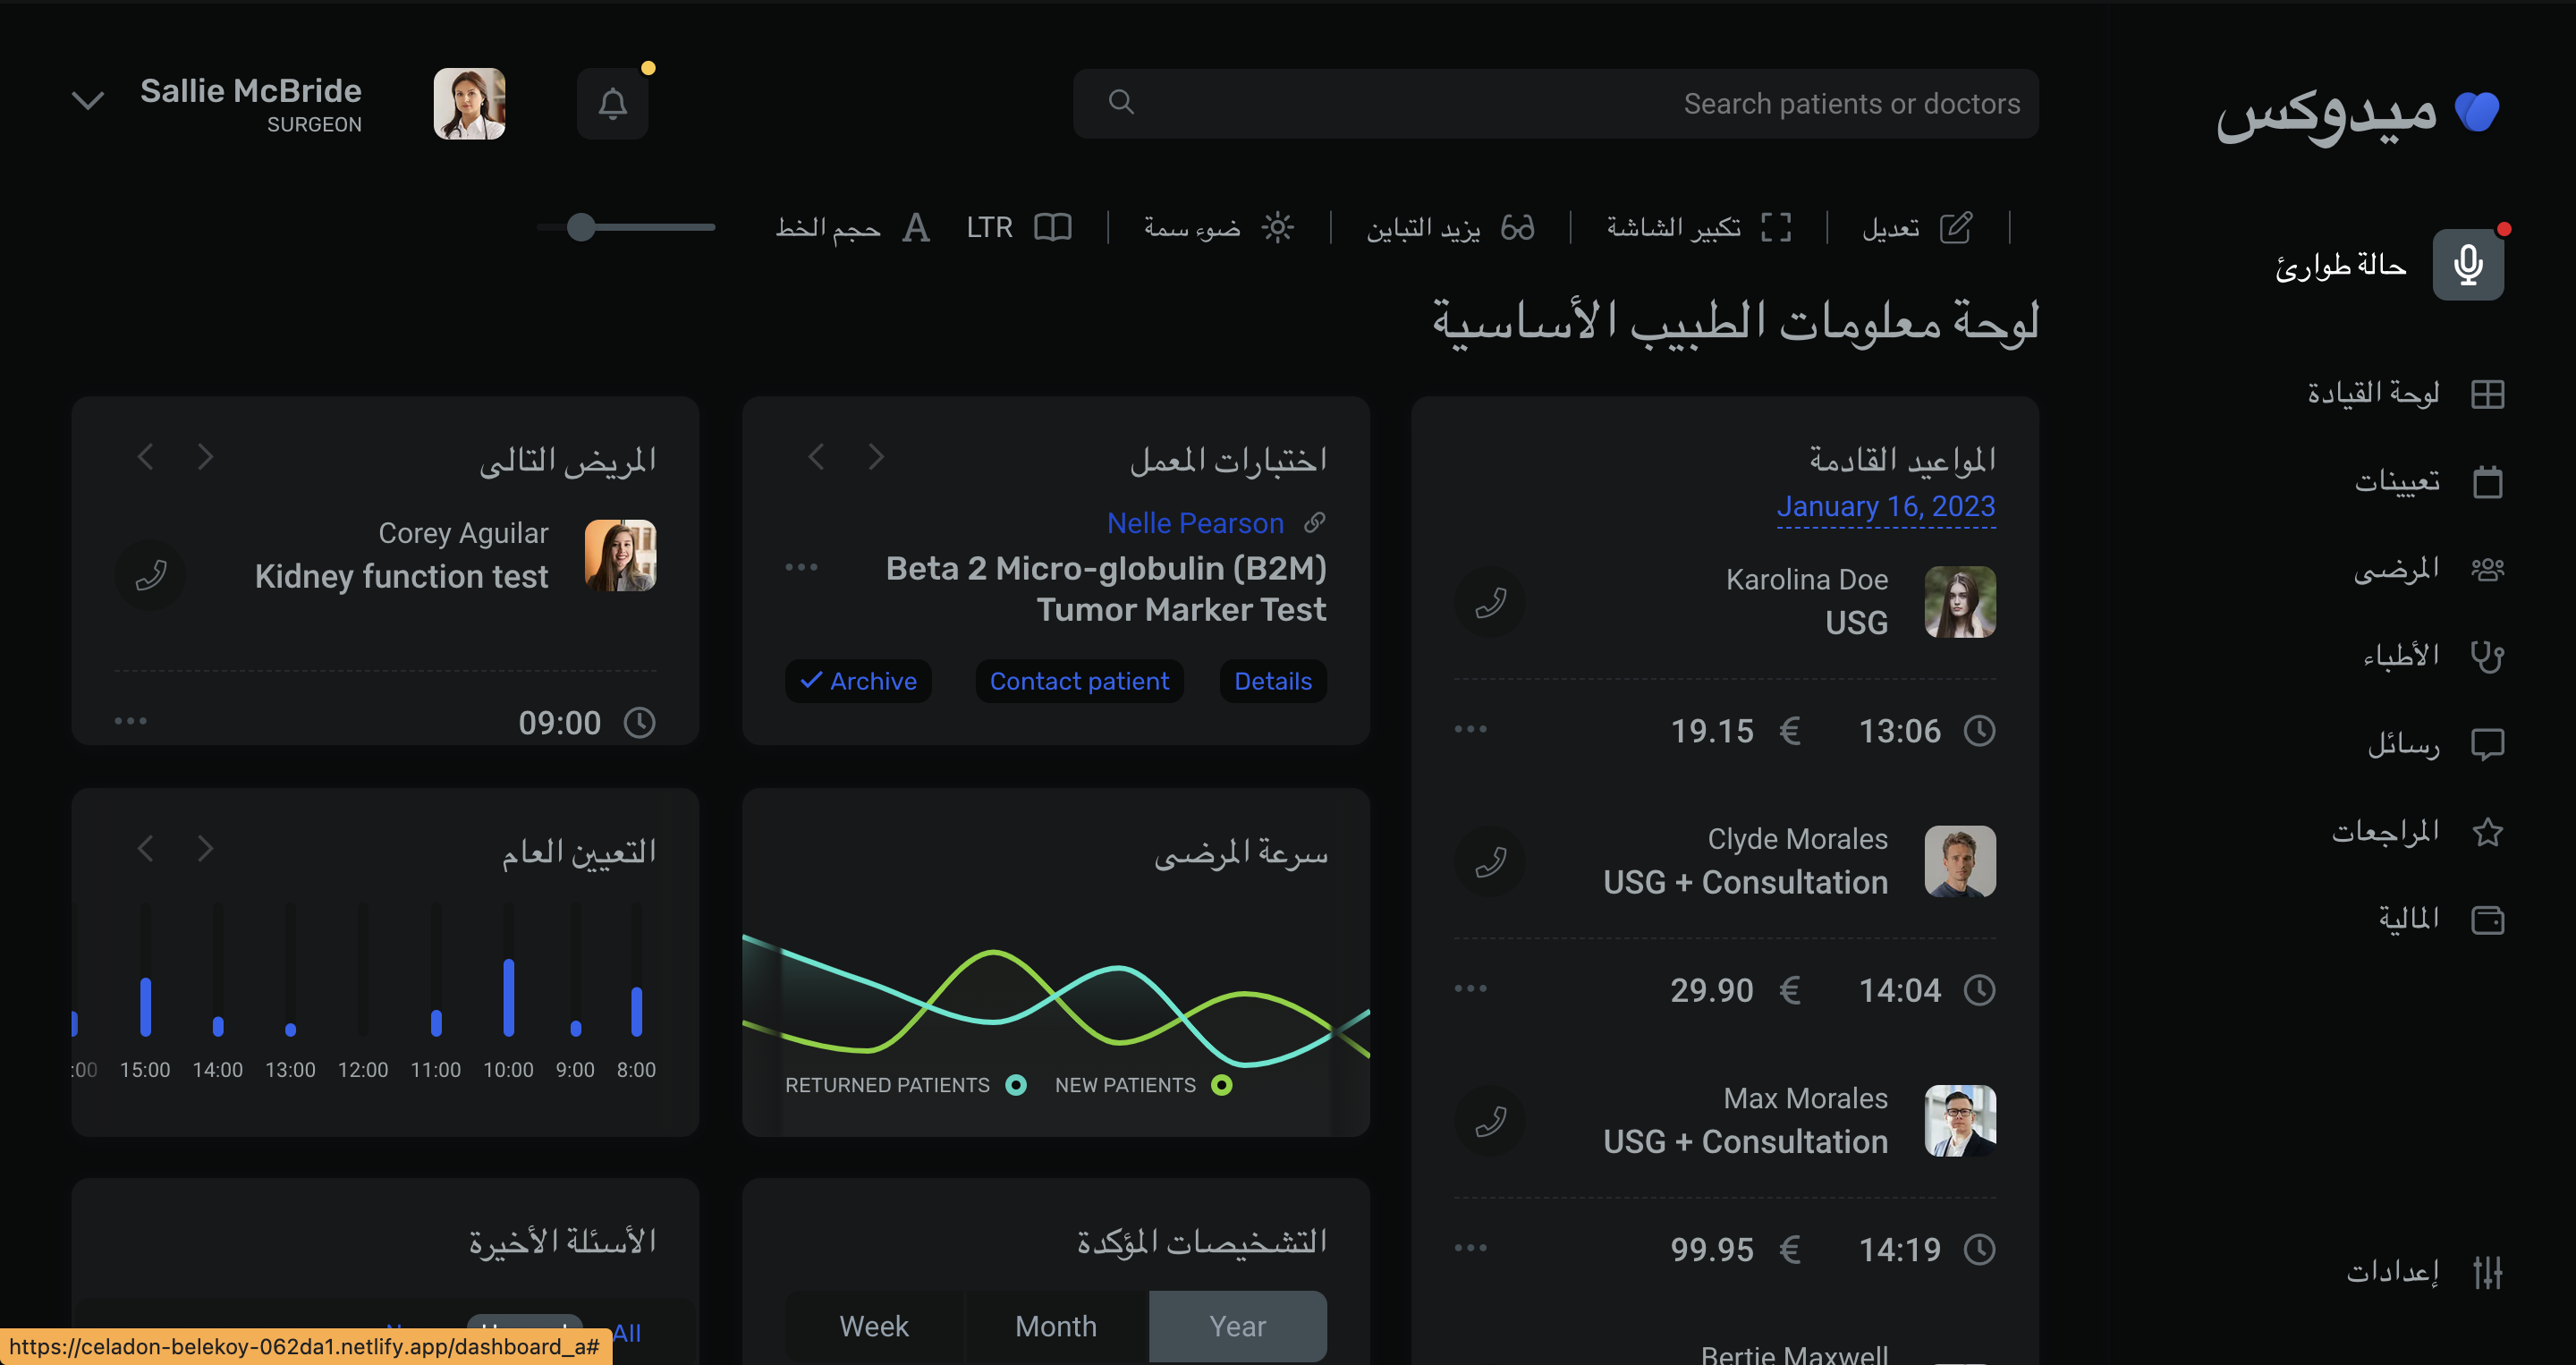 ميدوكس
حالة طوارئ
لوحة القيادة
تعيينات
المرضى
الأطباء
رسائل
المراجعات
المالية
إعدادات
Search patients or doctors
Sallie McBride
SURGEON
تعديل
تكبير الشاشة
يزيد التباين
ضوء سمة
LTR
حجم الخط
لوحة معلومات الطبيب الأساسية
المواعيد القادمة
January 16, 2023
Karolina Doe
USG
13:06 € 19.15
Clyde Morales
USG + Consultation
14:04 € 29.90
Max Morales
USG + Consultation
14:19 € 99.95
Bertie Maxwell
اختبارات المعمل
Nelle Pearson
Beta 2 Micro-globulin (B2M)
Tumor Marker Test
Details
Contact patient
Archive
المريض التالى
Corey Aguilar
Kidney function test
09:00
سرعة المرضى
NEW PATIENTS
RETURNED PATIENTS
التعيين العام
8:00 9:00 10:00 11:00 12:00 13:00 14:00 15:00 :00
التشخيصات المؤكدة
Year
Month
Week
الأسئلة الأخيرة
All
https://celadon-belekoy-062da1.netlify.app/dashboard_a#